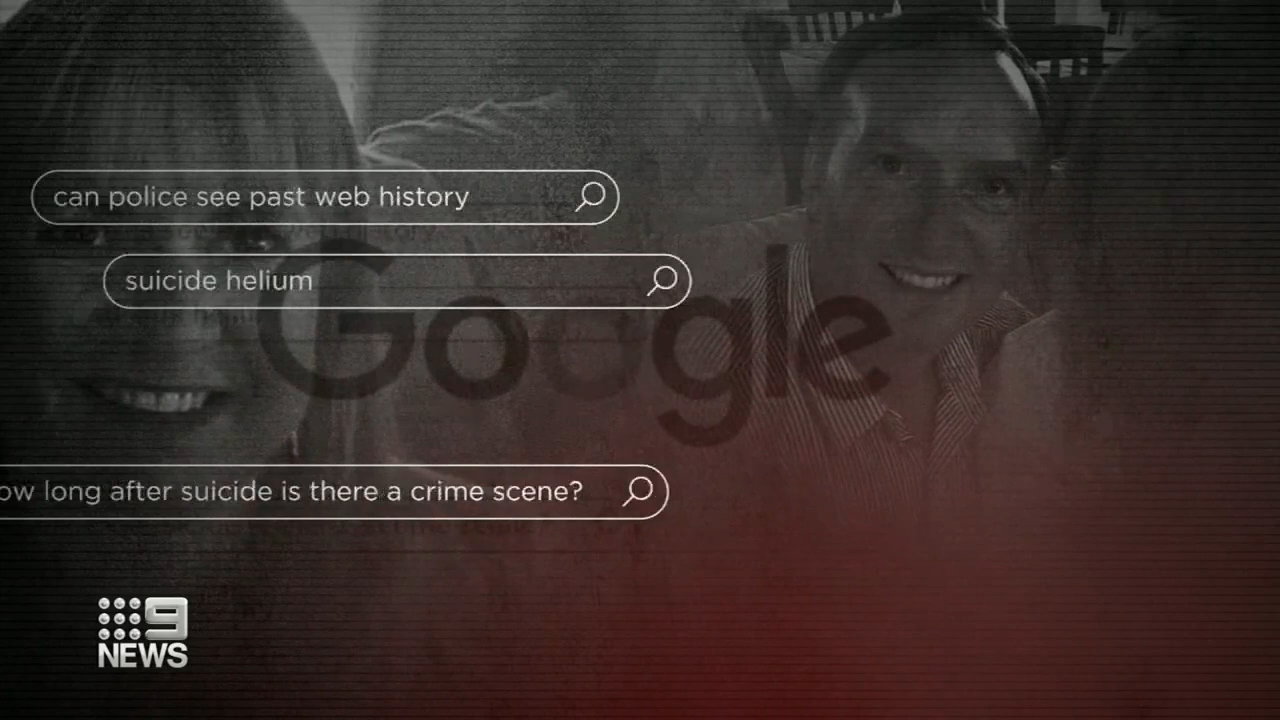 can police see past web history
suicide helium
Google
ow long after suicide is there a crime scene?
9
NEWS